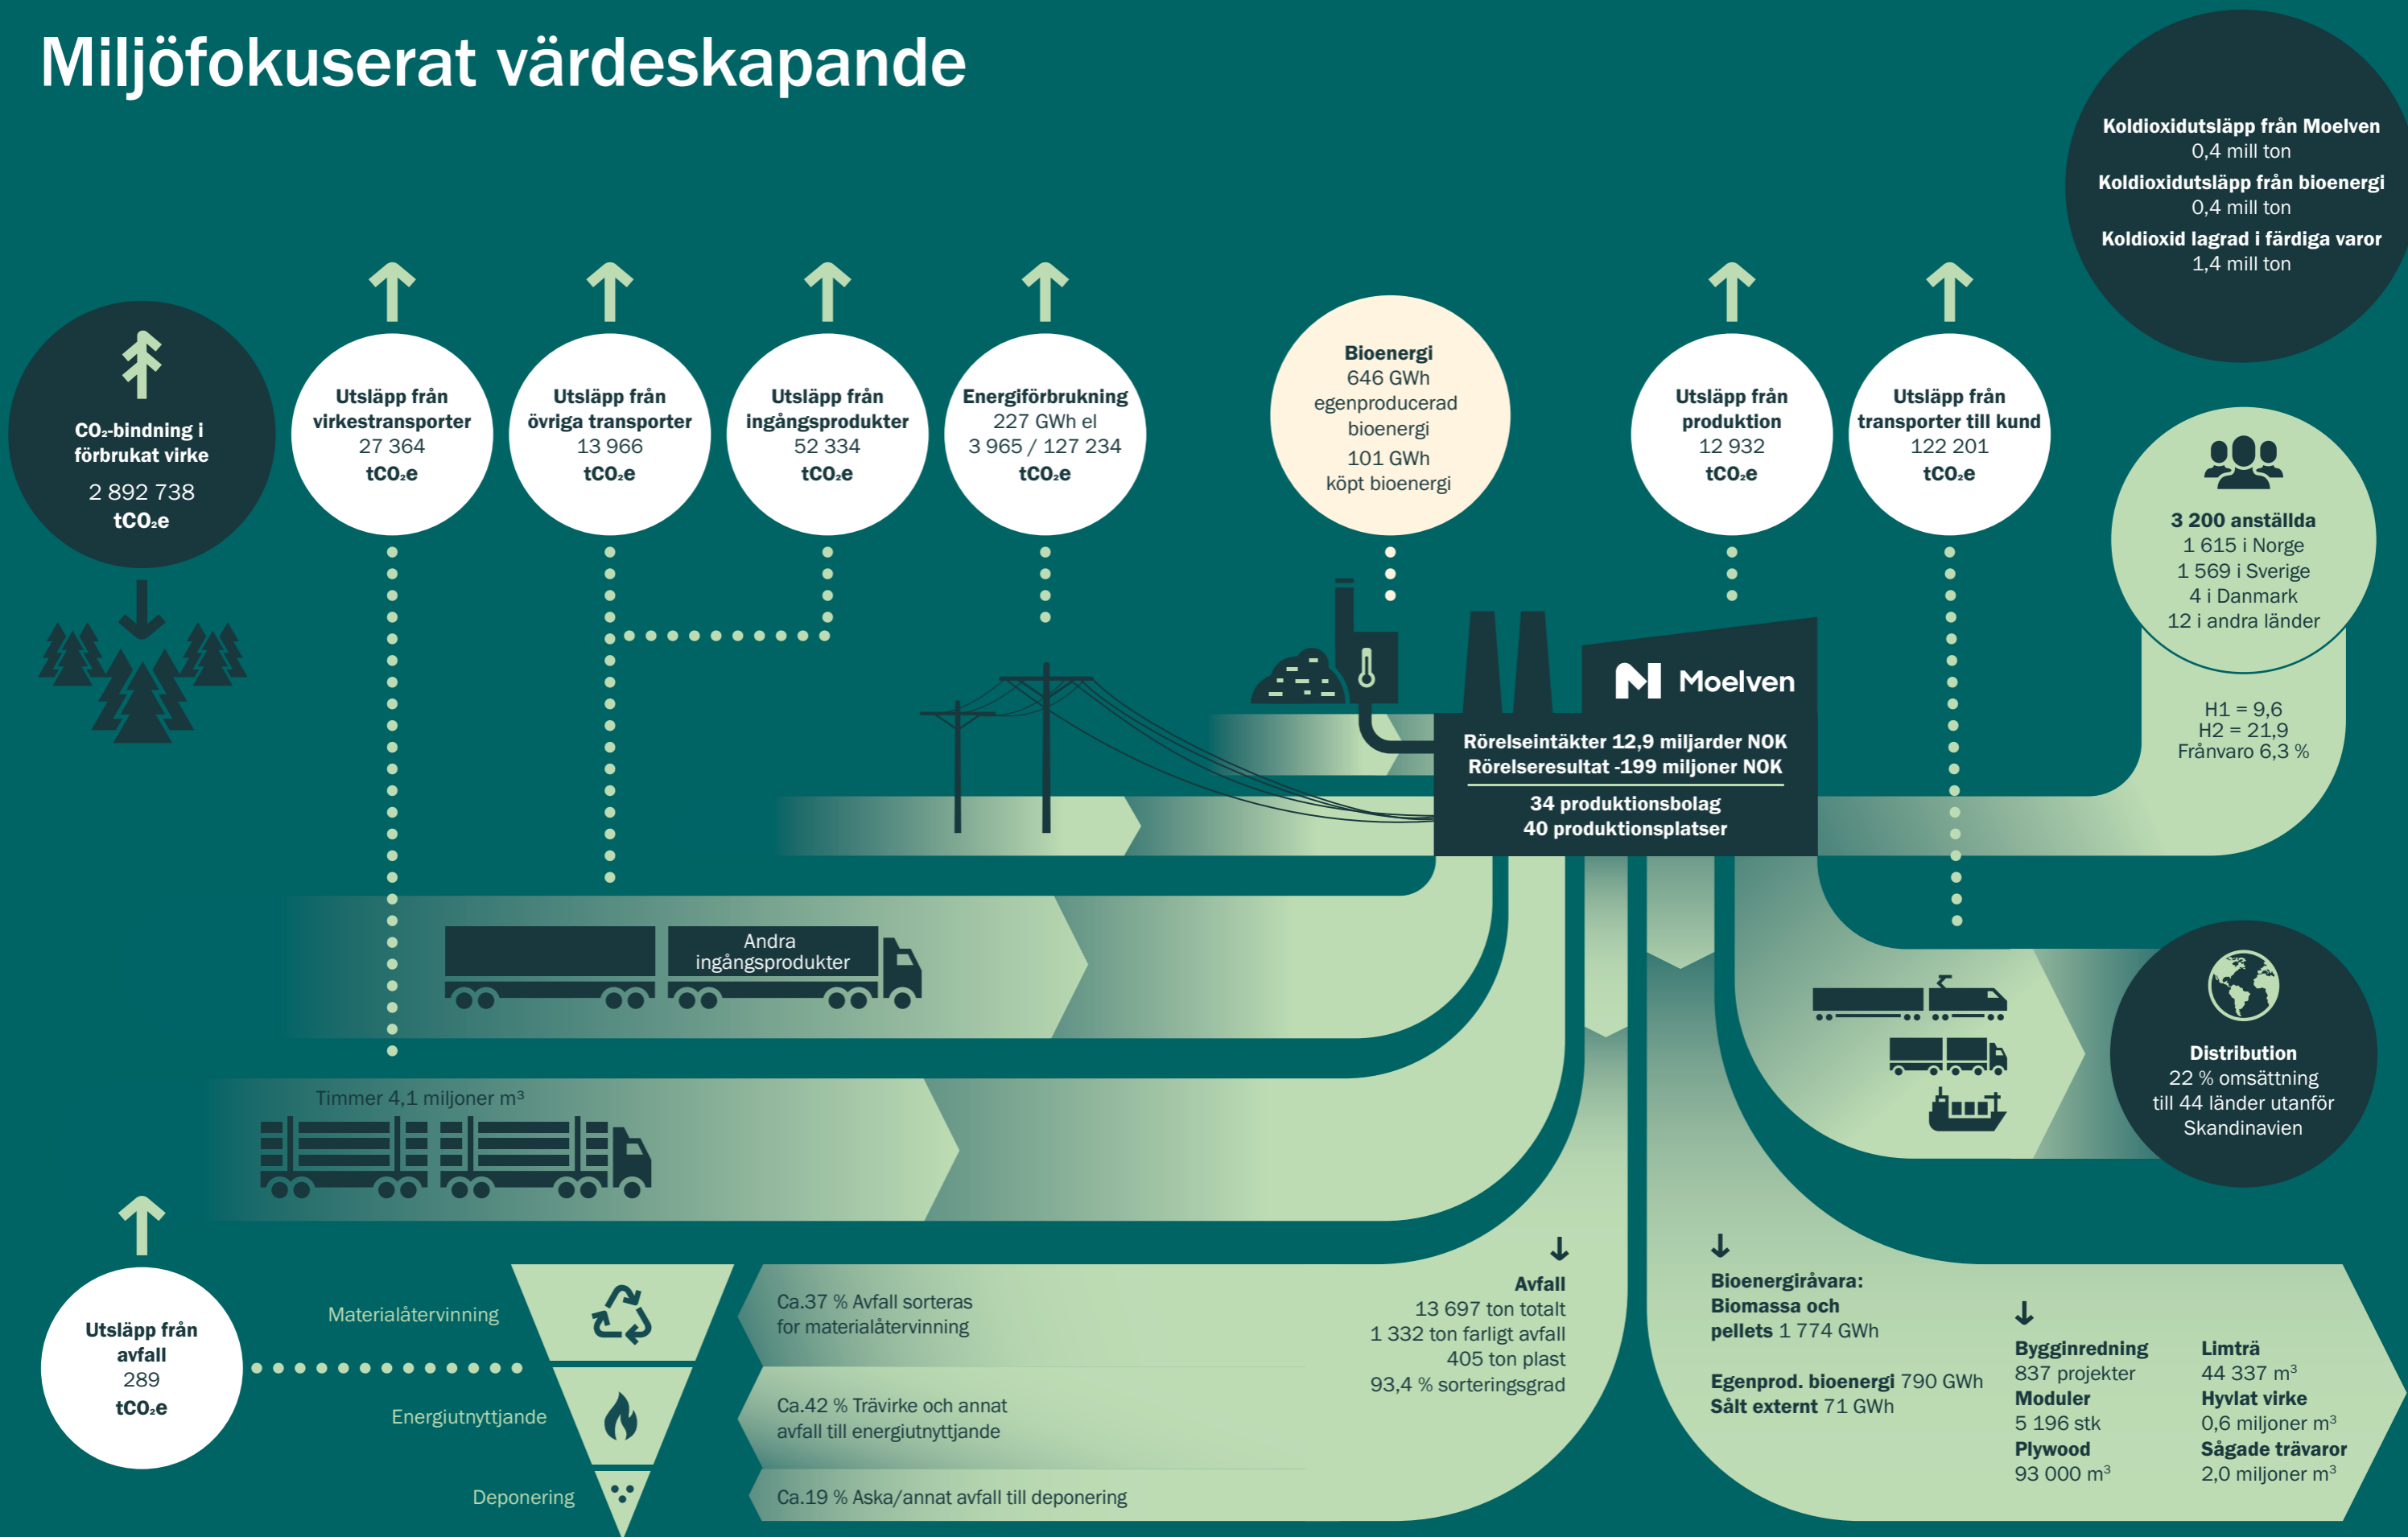 Miljöfokuserat värdeskapande
Koldioxidutsläpp från Moelven
0,4 mill ton
Koldioxidutsläpp från bioenergi
0,4 mill ton
Koldioxid lagrad i färdiga varor
1,4 mill ton
CO₂-bindning i
förbrukat virke
2 892 738
tCO₂e
Utsläpp från
virkestransporter
27 364
tCO₂e
Utsläpp från
övriga transporter
13 966
tCO₂e
Utsläpp från
ingångsprodukter
52 334
tCO₂e
Energiförbrukning
227 GWh el
3 965 / 127 234
tCO₂e
Bioenergi
646 GWh
egenproducerad
bioenergi
101 GWh
köpt bioenergi
Utsläpp från
produktion
12 932
tCO₂e
Utsläpp från
transporter till kund
122 201
tCO₂e
3 200 anställda
1 615 i Norge
1 569 i Sverige
4 i Danmark
12 i andra länder
H1 = 9,6
H2 = 21,9
Frånvaro 6,3 %
Moelven
Rörelseintäkter 12,9 miljarder NOK
Rörelseresultat -199 miljoner NOK
34 produktionsbolag
40 produktionsplatser
Andra
ingångsprodukter
Timmer 4,1 miljoner m³
Distribution
22 % omsättning
till 44 länder utanför
Skandinavien
Utsläpp från
avfall
289
tCO₂e
Materialåtervinning
Energiutnyttjande
Deponering
Ca.37 % Avfall sorteras
for materialåtervinning
Ca.42 % Trävirke och annat
avfall till energiutnyttjande
Ca.19 % Aska/annat avfall till deponering
Avfall
13 697 ton totalt
1 332 ton farligt avfall
405 ton plast
93,4 % sorteringsgrad
Bioenergiråvara:
Biomassa och
pellets 1 774 GWh
Egenprod. bioenergi 790 GWh
Sålt externt 71 GWh
Bygginredning
837 projekter
Moduler
5 196 stk
Plywood
93 000 m³
Limträ
44 337 m³
Hyvlat virke
0,6 miljoner m³
Sågade trävaror
2,0 miljoner m³